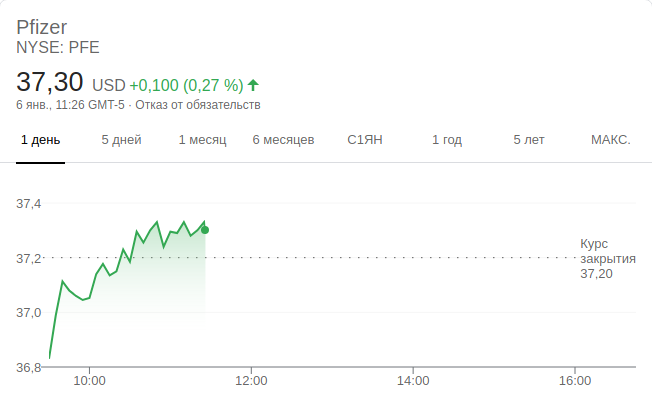 Pfizer
NYSE: PFE
37,30 USD +0,100 (0,27 %)
6 янв., 11:26 GMT-5 · Отказ от обязательств
1 день 5 дней 1 месяц 6 месяцев С1ЯН 1 год 5 лет МАКС.
37,4
37,2
37,0
36,8
Курс
закрытия
37,20
10:00 12:00 14:00 16:00